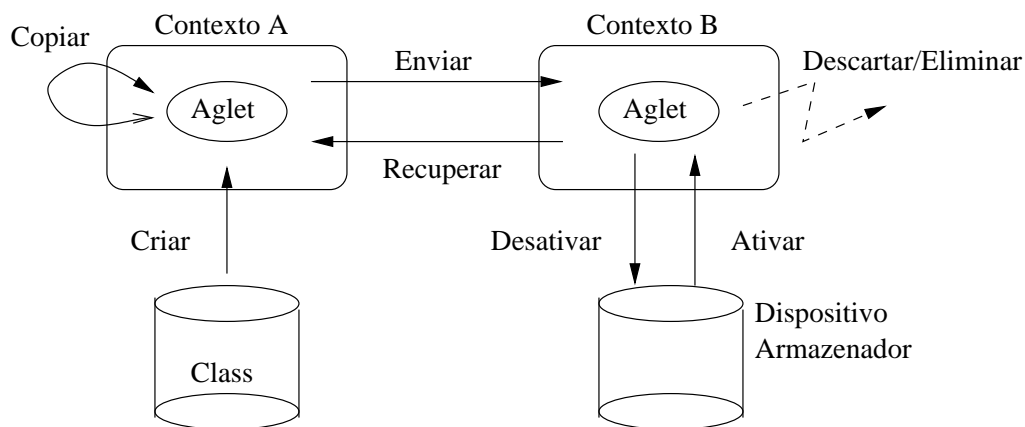 Contexto A
Contexto B
Copiar
Enviar
Descartar/Eliminar
Aglet
Aglet
Recuperar
Criar
Desativar
Ativar
Dispositivo
Armazenador
Class